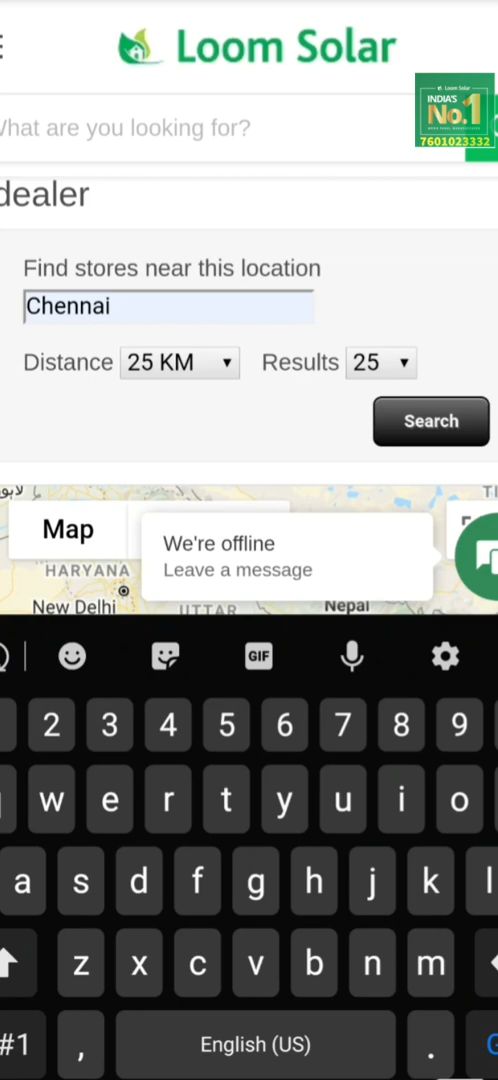 Loom Solar
Loom Solar
INDIA'S
No.1
7601023332
What are you looking for?
dealer
Find stores near this location
Chennai
Distance 25 KM Results 25
Search
Map
We're offline
Leave a message
HARYANA
New Delhi
UTTAR
Nepal
GIF
2 3 4 5 6 7 8 9
w e r t y u i o
a s d f g h j k l
z x c v b n m
#1 , English (US) .